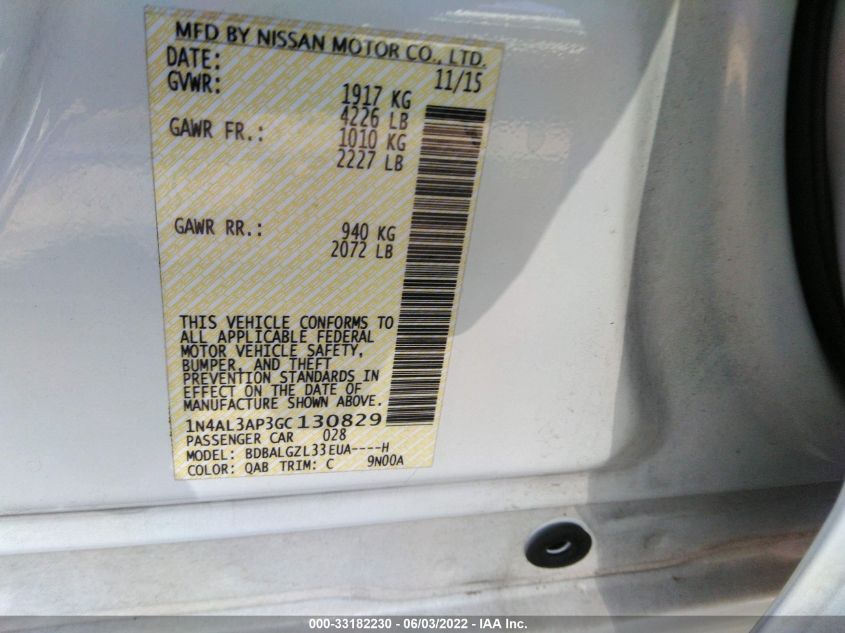 MFD BY NISSAN MOTOR CO., LTD.
DATE: 11/15
GVWR: 1917 KG
4226 LB
GAWR FR.: 1010 KG
2227 LB
GAWR RR.: 940 KG
2072 LB
THIS VEHICLE CONFORMS TO
ALL APPLICABLE FEDERAL
MOTOR VEHICLE SAFETY,
BUMPER, AND THEFT
PREVENTION STANDARDS IN
EFFECT ON THE DATE OF
MANUFACTURE SHOWN ABOVE.
1N4AL3AP3GC130829
PASSENGER CAR 028
MODEL: BDBALGZL33EUA----H
COLOR: QAB TRIM: C 9N00A
000-33182230 - 06/03/2022 - IAA Inc.